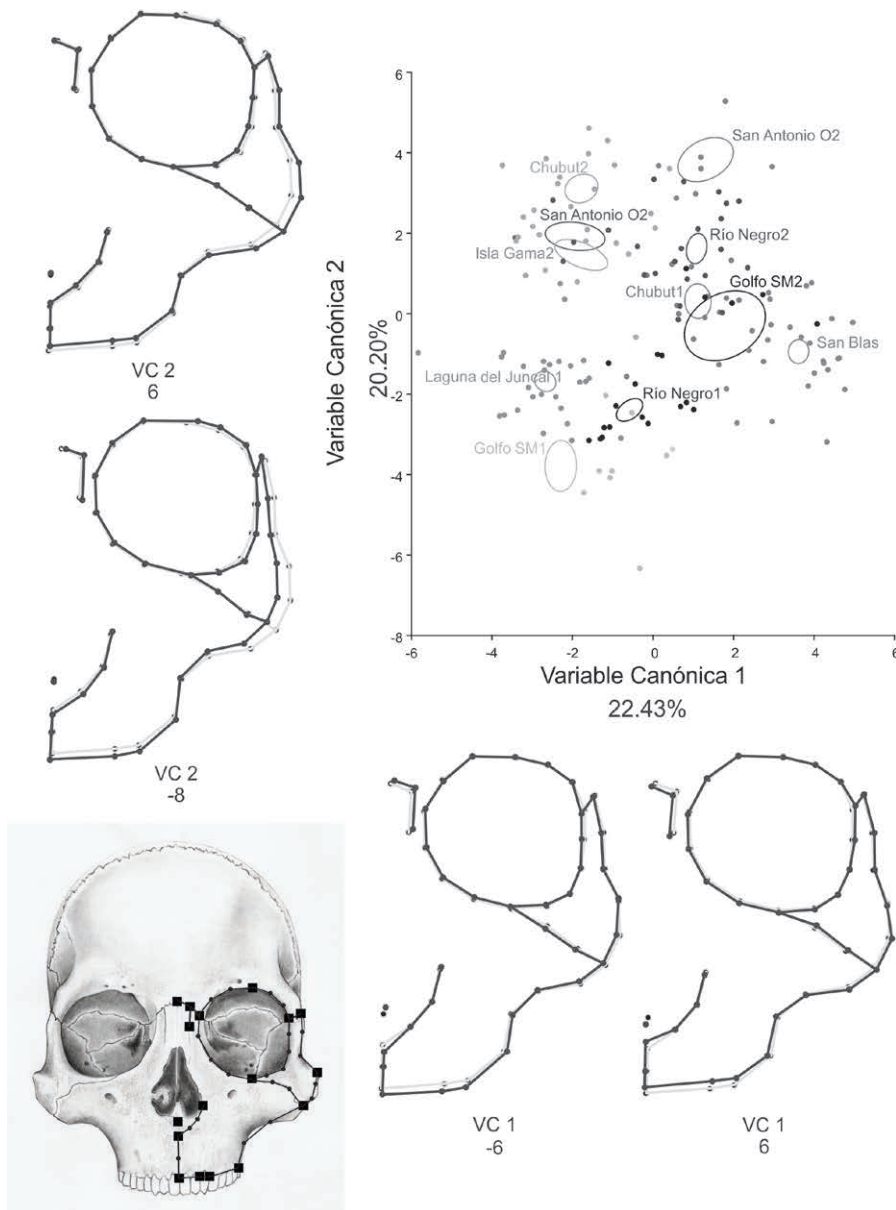 VC 2
6
VC 2
-8
Variable Canónica 2
20.20%
6
4
2
0
-2
-4
-6
-8
San Antonio O2
Chubut2
San Antonio O2
Río Negro2
Isla Gama2
Golfo SM2
Chubut1
San Blas
Laguna del Juncal 1
Río Negro1
Golfo SM1
-6
-4
-2
0
2
4
6
Variable Canónica 1
22.43%
VC 1
-6
VC 1
6